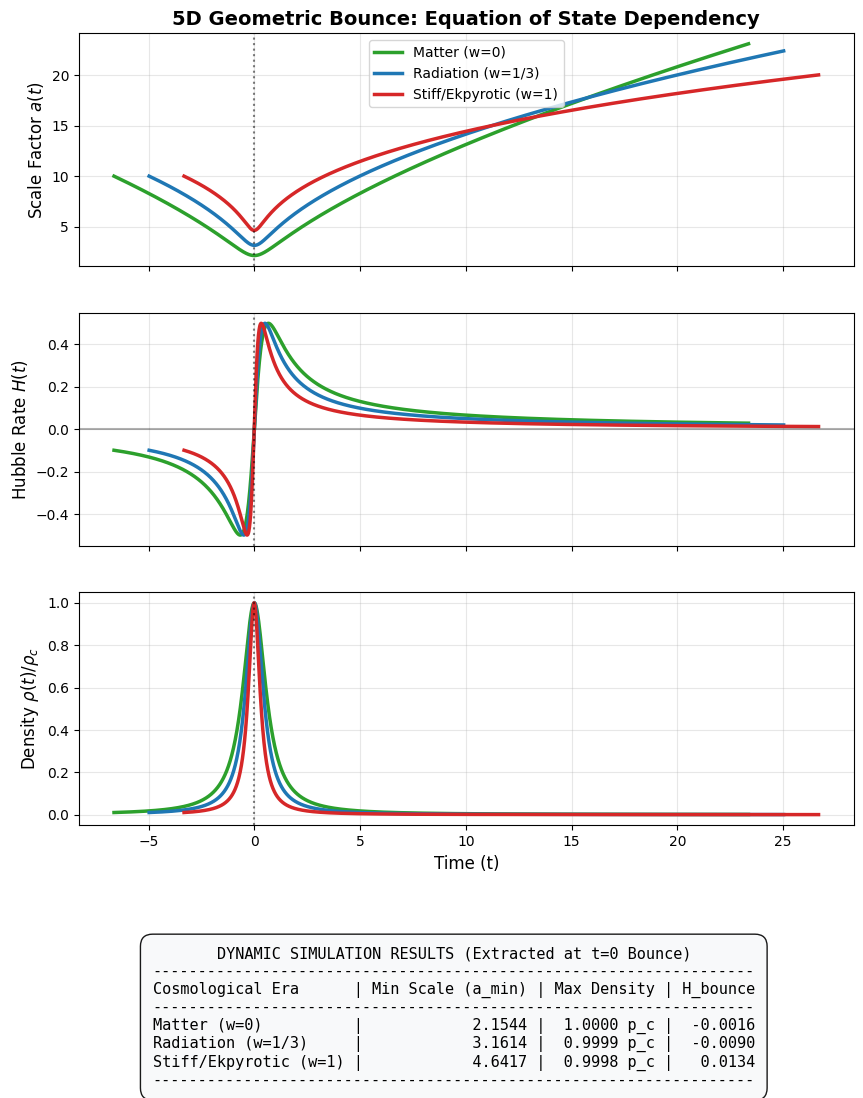 5D Geometric Bounce: Equation of State Dependency
Scale Factor a(t)
20
15
10
5
Matter (w=0)
Radiation (w=1/3)
Stiff/Ekpyrotic (w=1)
Hubble Rate H(t)
0.4
0.2
0.0
−0.2
−0.4
Density ρ(t)/ρc
1.0
0.8
0.6
0.4
0.2
0.0
−5 0 5 10 15 20 25
Time (t)
DYNAMIC SIMULATION RESULTS (Extracted at t=0 Bounce)
------------------------------------------------------------------
Cosmological Era      | Min Scale (a_min) | Max Density | H_bounce
------------------------------------------------------------------
Matter (w=0)          |            2.1544 |  1.0000 p_c |  -0.0016
Radiation (w=1/3)     |            3.1614 |  0.9999 p_c |  -0.0090
Stiff/Ekpyrotic (w=1) |            4.6417 |  0.9998 p_c |   0.0134
------------------------------------------------------------------